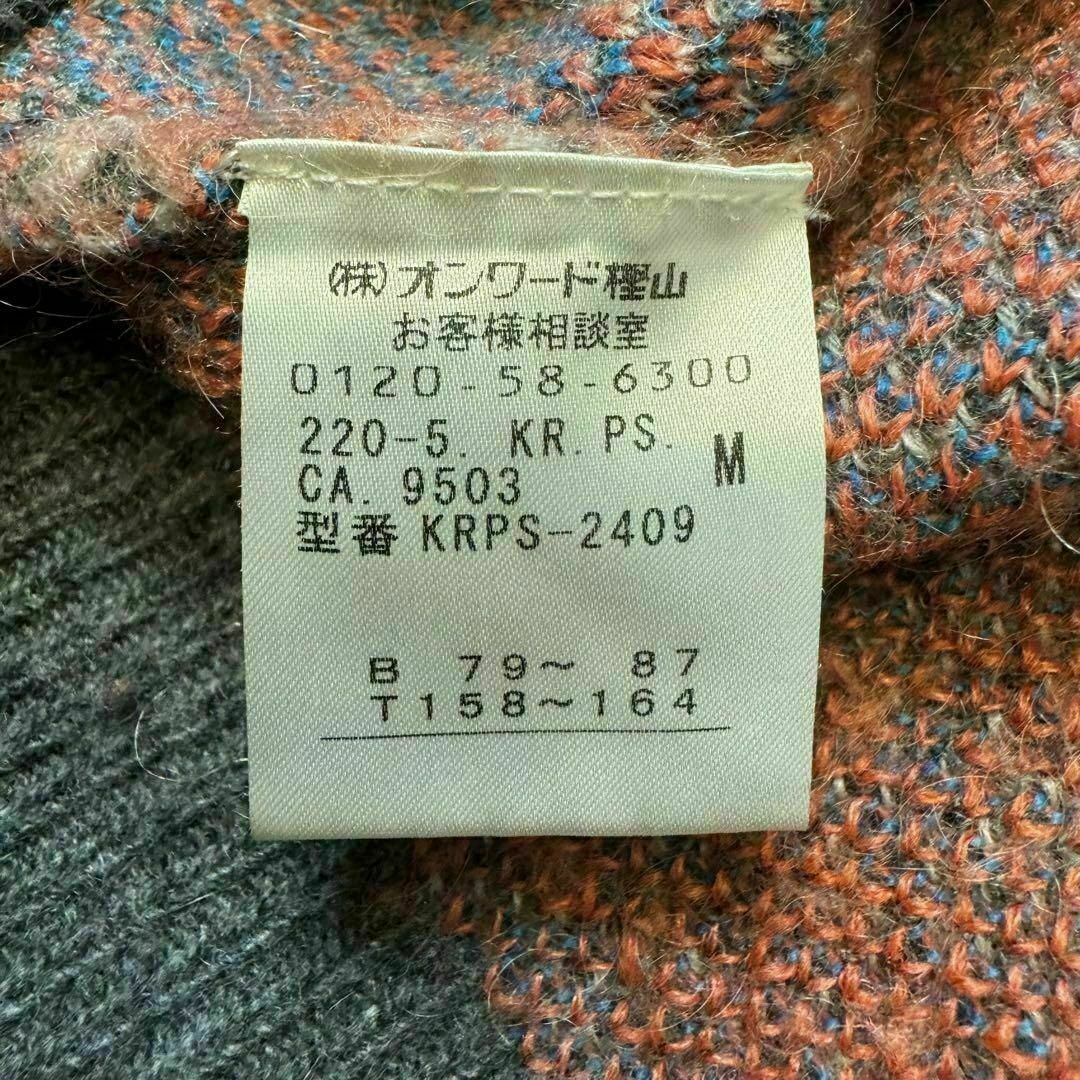 (株)オンワード樫山
お客様相談室
0120-58-6300
220-5. KR. PS. M
CA. 9503
型番 KRPS-2409
B 79～ 87
T158～164